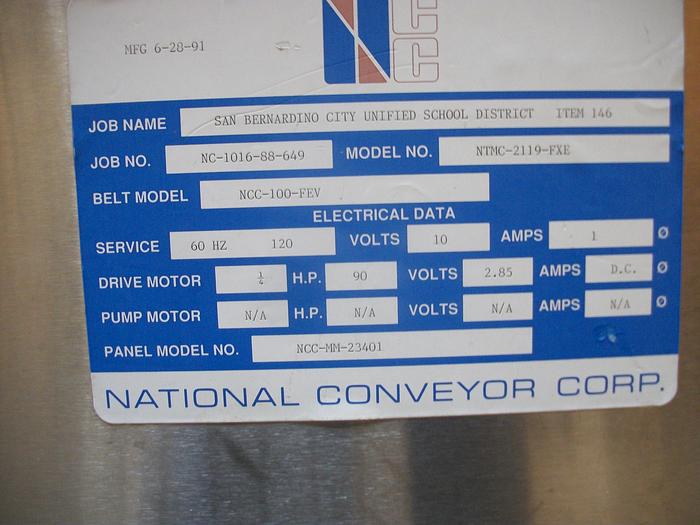 NCC
MFG 6-28-91
JOB NAME SAN BERNARDINO CITY UNIFIED SCHOOL DISTRICT ITEM 146
JOB NO. NC-1016-88-649 MODEL NO. NTMC-2119-FXE
BELT MODEL NCC-100-FEV
ELECTRICAL DATA
SERVICE 60 HZ 120 VOLTS 10 AMPS 1 Ø
DRIVE MOTOR ¼ H.P. 90 VOLTS 2.85 AMPS D.C. Ø
PUMP MOTOR N/A H.P. N/A VOLTS N/A AMPS N/A Ø
PANEL MODEL NO. NCC-MM-23401
NATIONAL CONVEYOR CORP.